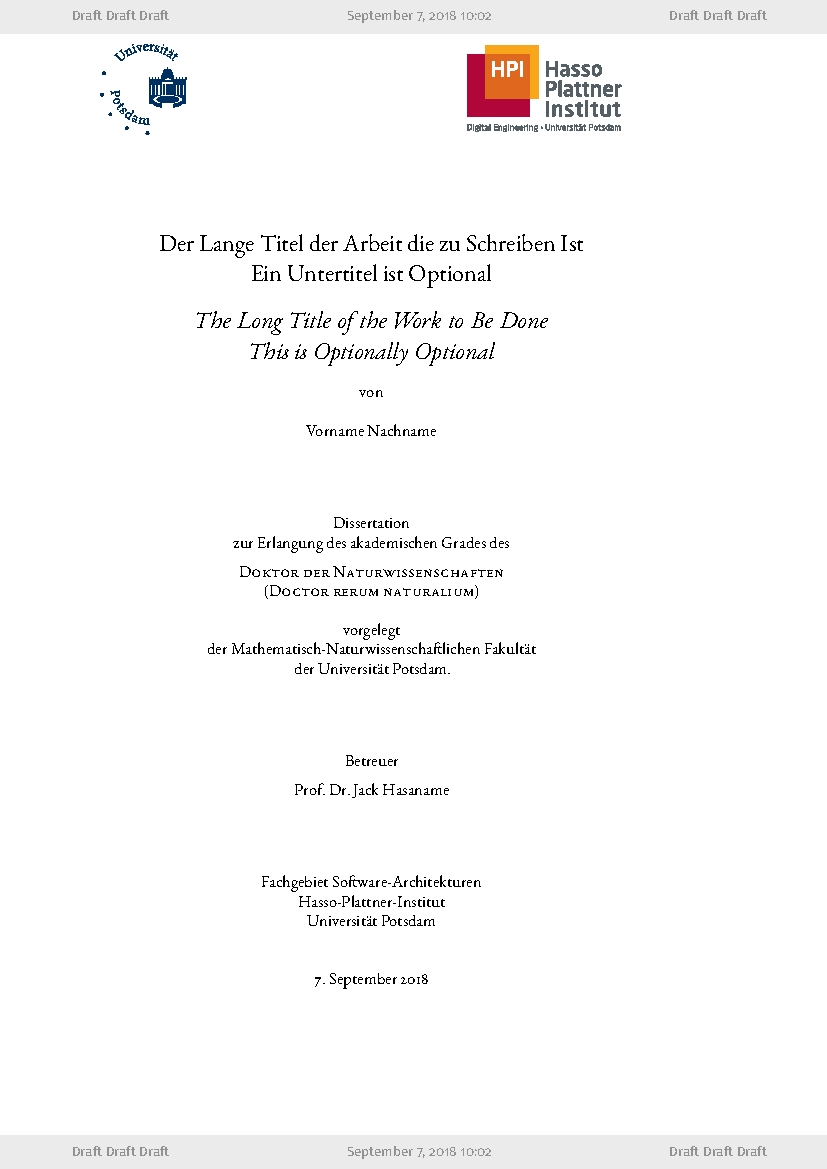 Draft Draft Draft September 7, 2018 10:02 Draft Draft Draft
Universität
Potsdam
HPI
Hasso
Plattner
Institut
Digital Engineering • Universität Potsdam
Der Lange Titel der Arbeit die zu Schreiben Ist
Ein Untertitel ist Optional
The Long Title of the Work to Be Done
This is Optionally Optional
von
Vorname Nachname
Dissertation
zur Erlangung des akademischen Grades des
Doktor der Naturwissenschaften
(Doctor rerum naturalium)
vorgelegt
der Mathematisch-Naturwissenschaftlichen Fakultät
der Universität Potsdam.
Betreuer
Prof. Dr. Jack Hasaname
Fachgebiet Software-Architekturen
Hasso-Plattner-Institut
Universität Potsdam
7. September 2018
Draft Draft Draft September 7, 2018 10:02 Draft Draft Draft